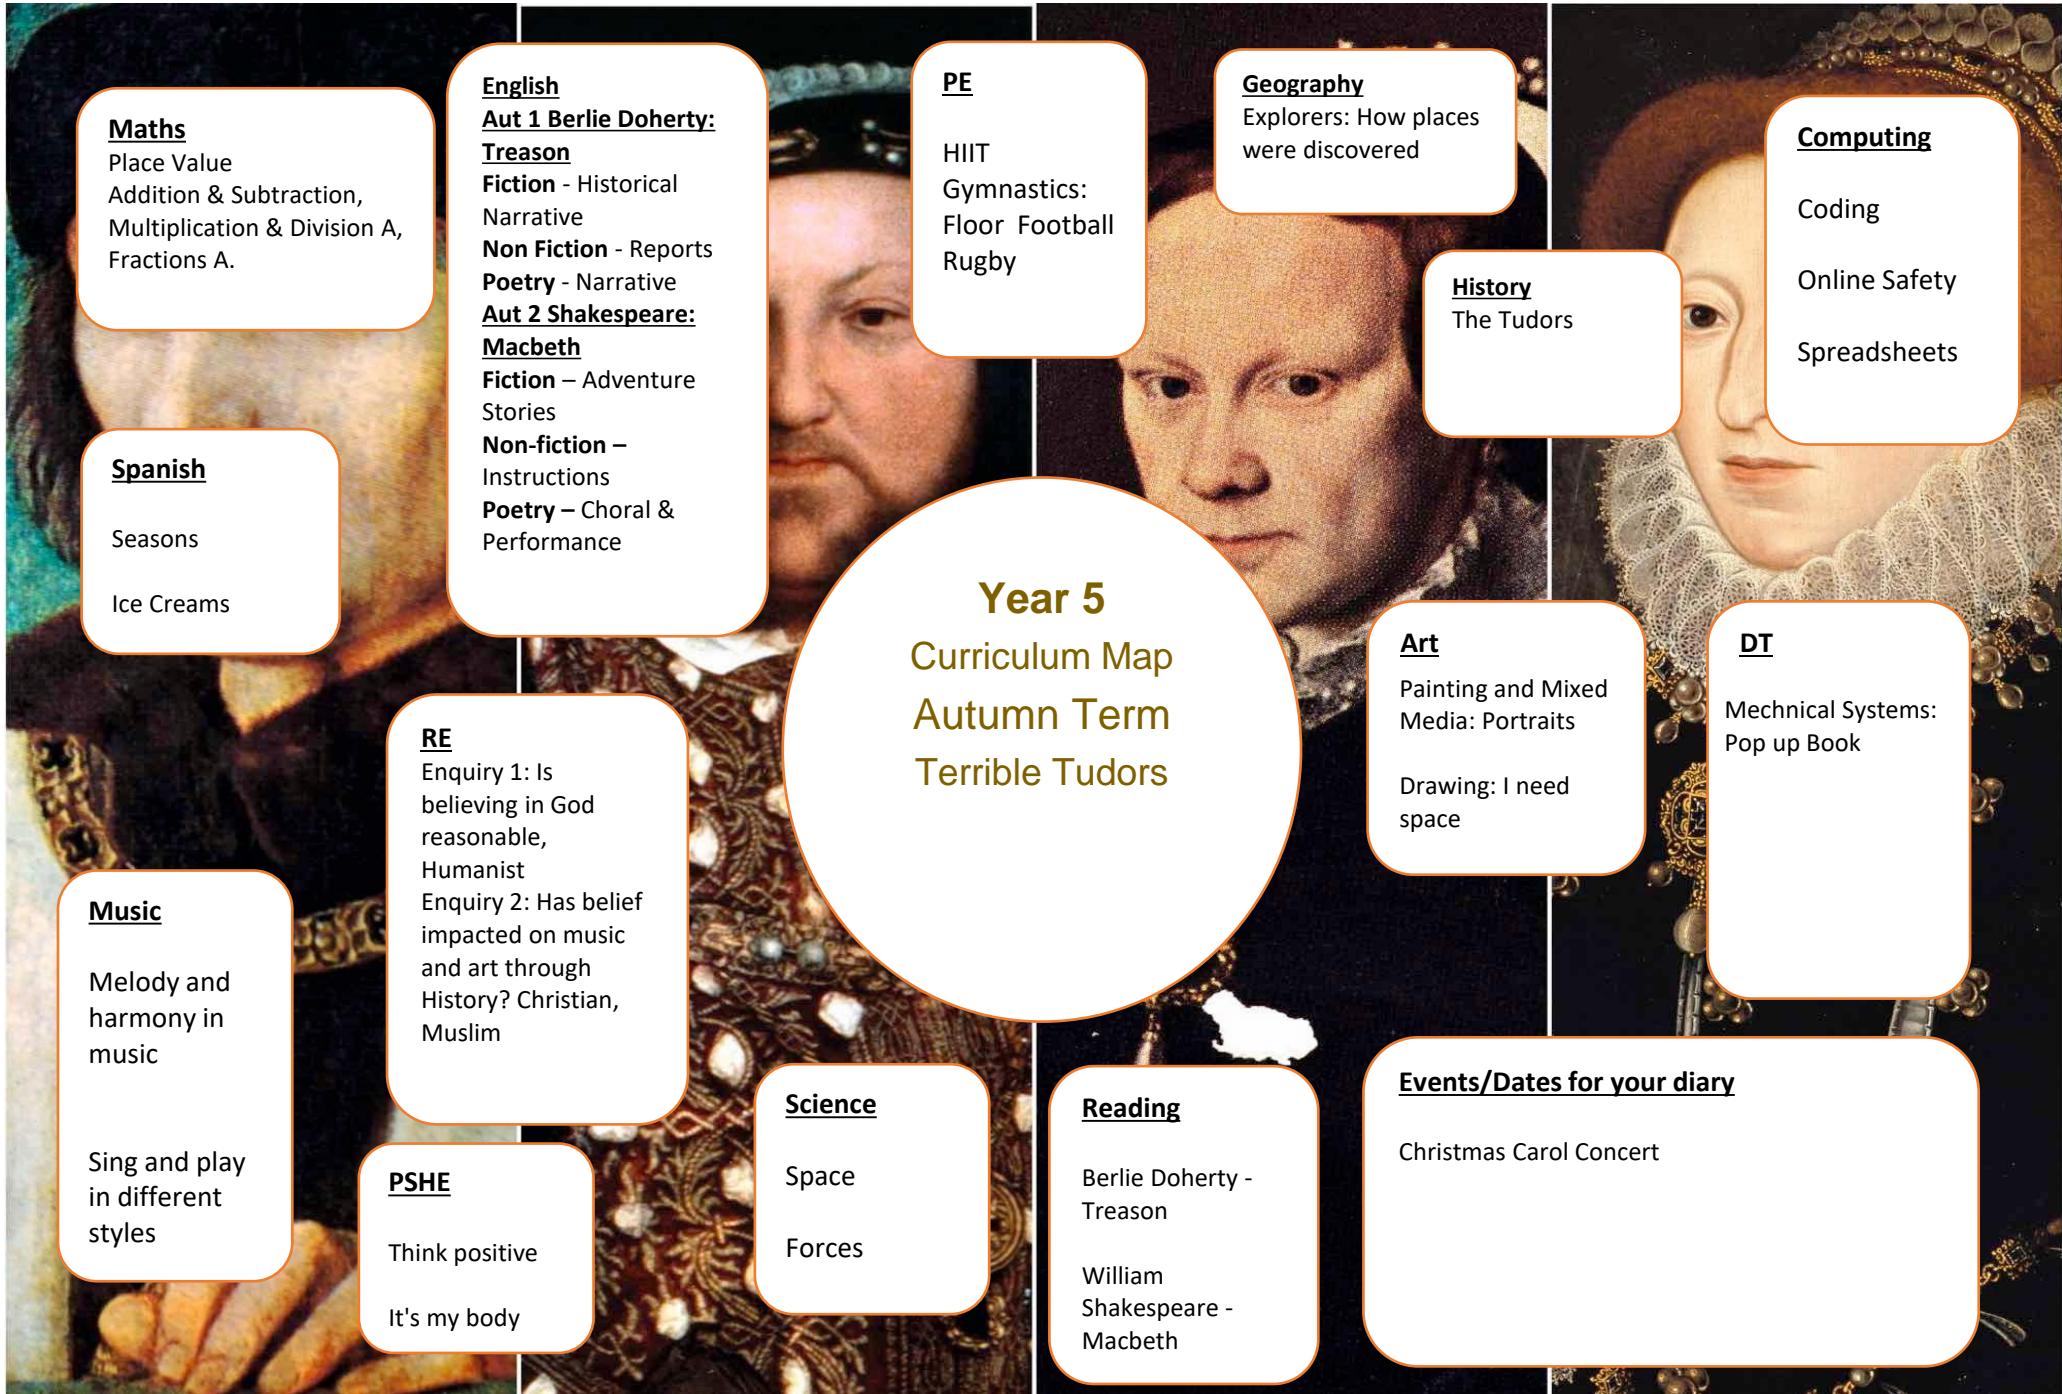 Maths
Place Value
Addition & Subtraction,
Multiplication & Division A,
Fractions A.
English
Aut 1 Berlie Doherty:
Treason
Fiction - Historical
Narrative
Non Fiction - Reports
Poetry - Narrative
Aut 2 Shakespeare:
Macbeth
Fiction – Adventure
Stories
Non-fiction –
Instructions
Poetry – Choral &
Performance
PE
HIIT
Gymnastics:
Floor Football
Rugby
Geography
Explorers: How places
were discovered
History
The Tudors
Computing
Coding
Online Safety
Spreadsheets
Spanish
Seasons
Ice Creams
Year 5
Curriculum Map
Autumn Term
Terrible Tudors
Art
Painting and Mixed
Media: Portraits
Drawing: I need
space
DT
Mechnical Systems:
Pop up Book
RE
Enquiry 1: Is
believing in God
reasonable,
Humanist
Enquiry 2: Has belief
impacted on music
and art through
History? Christian,
Muslim
Music
Melody and
harmony in
music
Sing and play
in different
styles
PSHE
Think positive
It's my body
Science
Space
Forces
Reading
Berlie Doherty -
Treason
William
Shakespeare -
Macbeth
Events/Dates for your diary
Christmas Carol Concert